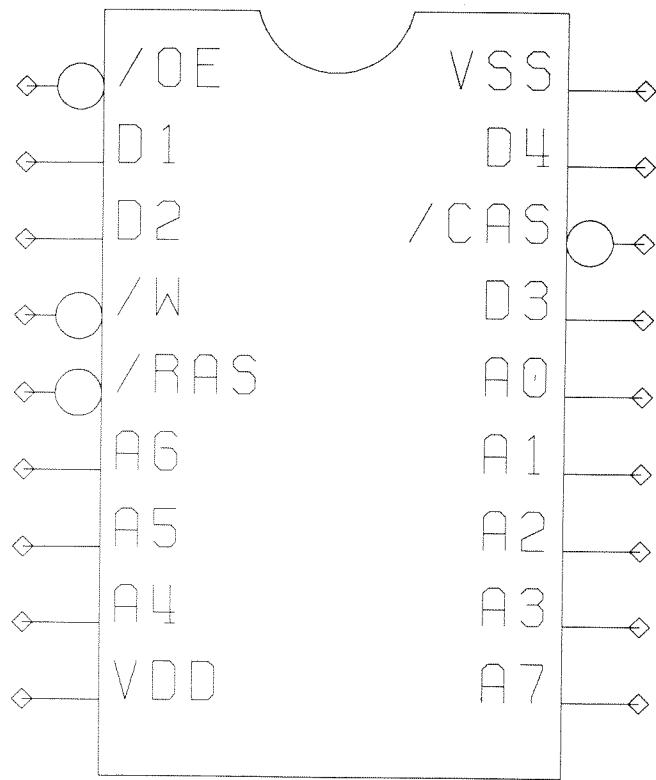 /OE VSS
D1 D4
D2 /CAS
/W D3
/RAS A0
A6 A1
A5 A2
A4 A3
VDD A7